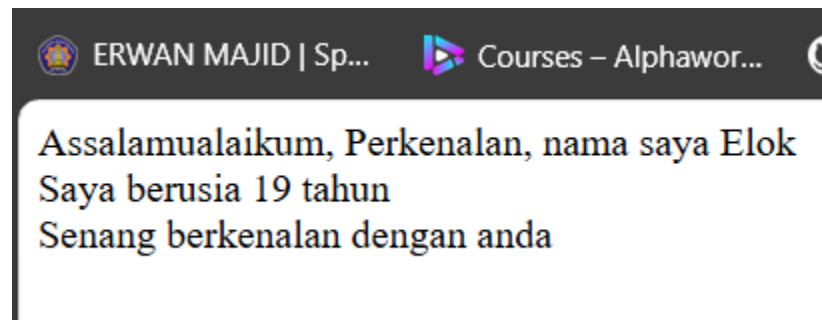 ERWAN MAJID | Sp... Courses – Alphawor...
Assalamualaikum, Perkenalan, nama saya Elok
Saya berusia 19 tahun
Senang berkenalan dengan anda